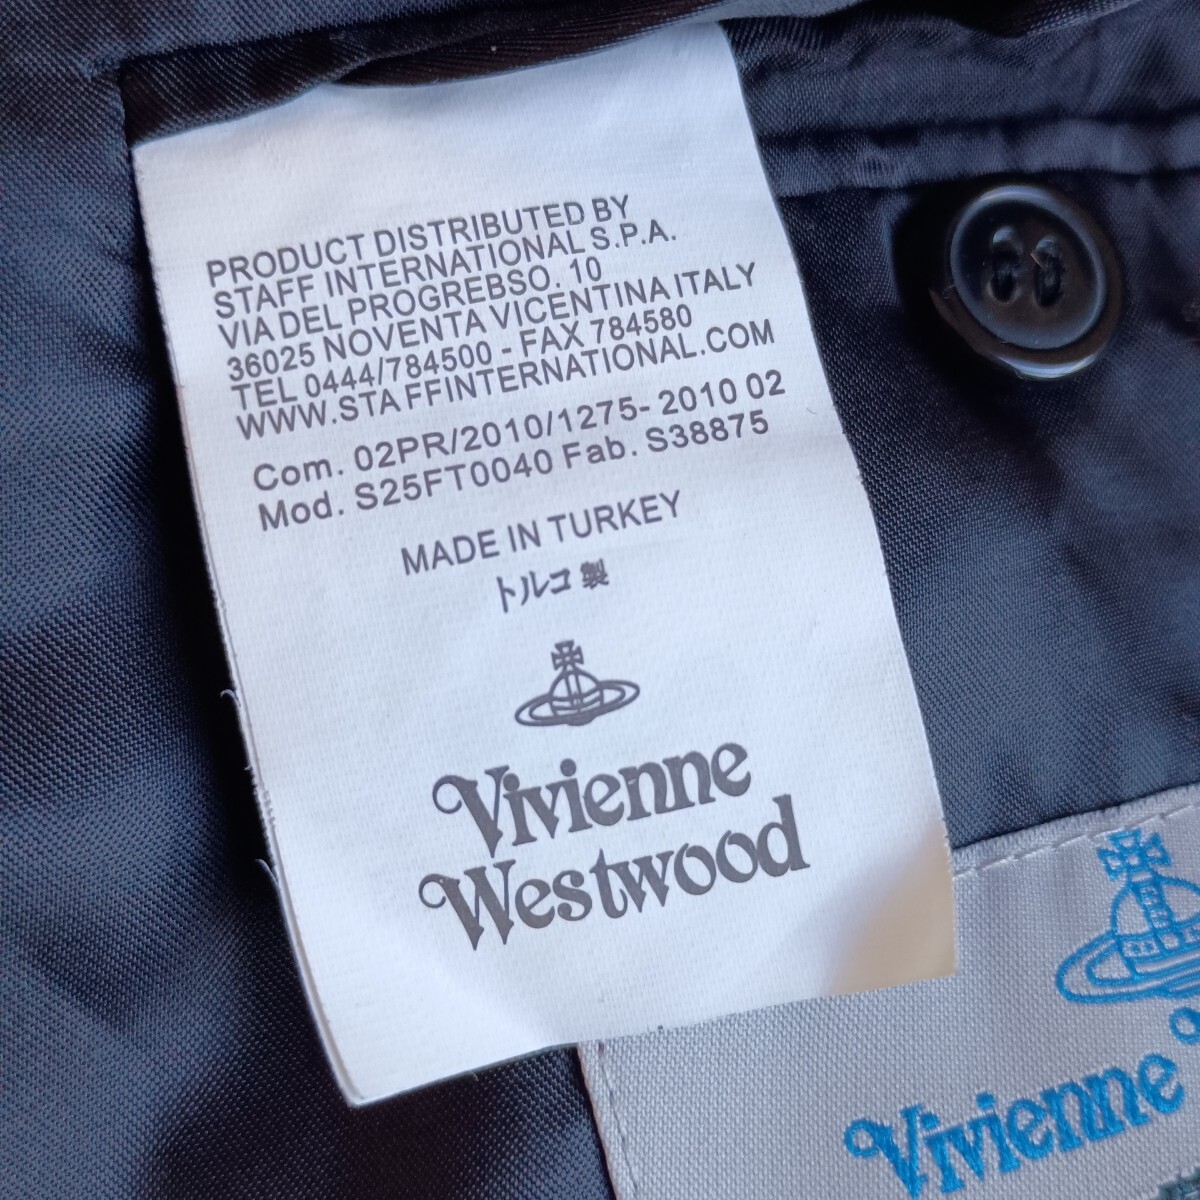 PRODUCT DISTRIBUTED BY
STAFF INTERNATIONAL S.P.A.
VIA DEL PROGREBSO. 10
36025 NOVENTA VICENTINA ITALY
TEL 0444/784500 - FAX 784580
WWW.STAFFINTERNATIONAL.COM
Com. 02PR/2010/1275- 2010 02
Mod. S25FT0040 Fab. S38875
MADE IN TURKEY
トルコ製
Vivienne
Westwood
Vivienne